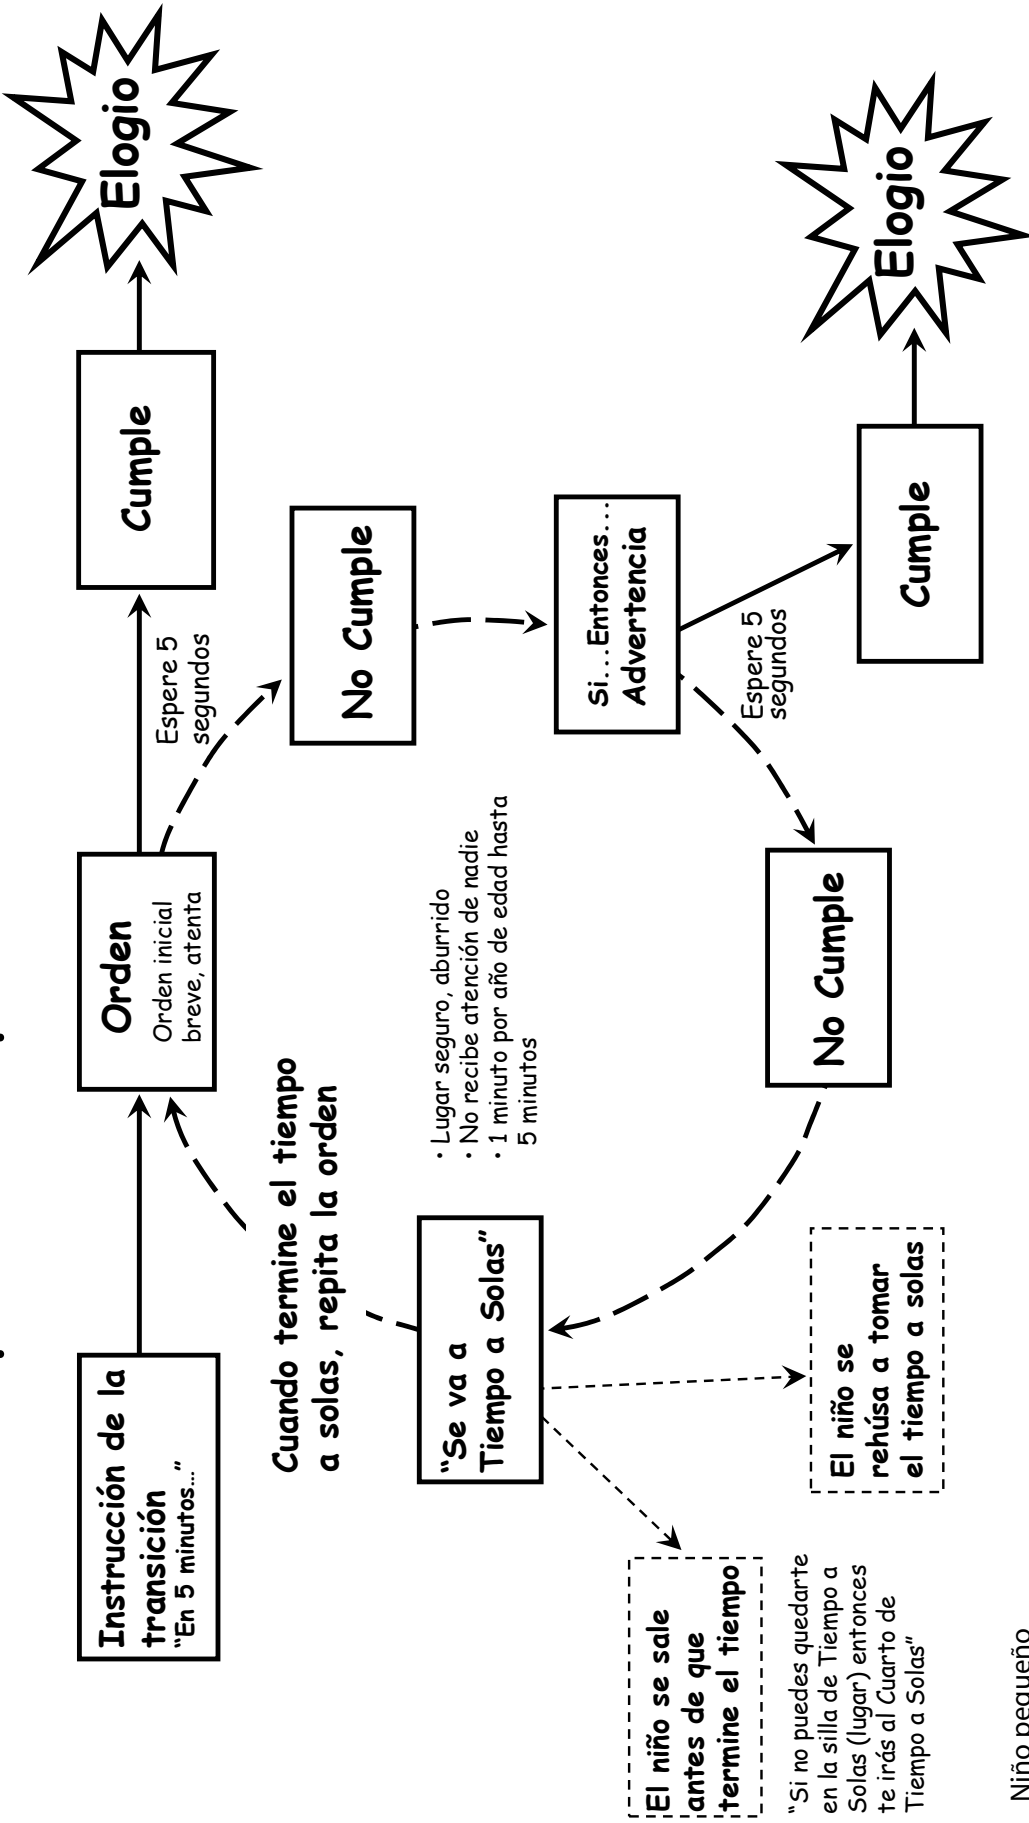 Instrucción de la
transición
“En 5 minutos…”
Orden
Orden inicial
breve, atenta
Espere 5
segundos
Cumple
Elogio
Cuando termine el tiempo
a solas, repita la orden
No Cumple
“Se va a
Tiempo a Solas”
• Lugar seguro, aburrido
• No recibe atención de nadie
• 1 minuto por año de edad hasta
5 minutos
Si...Entonces...
Advertencia
Espere 5
segundos
El niño se sale
antes de que
termine el tiempo
“Si no puedes quedarte
en la silla de Tiempo a
Solas (lugar) entonces
te irás al Cuarto de
Tiempo a Solas”
El niño se
rehúsa a tomar
el tiempo a solas
No Cumple
Cumple
Elogio
Niño pequeño